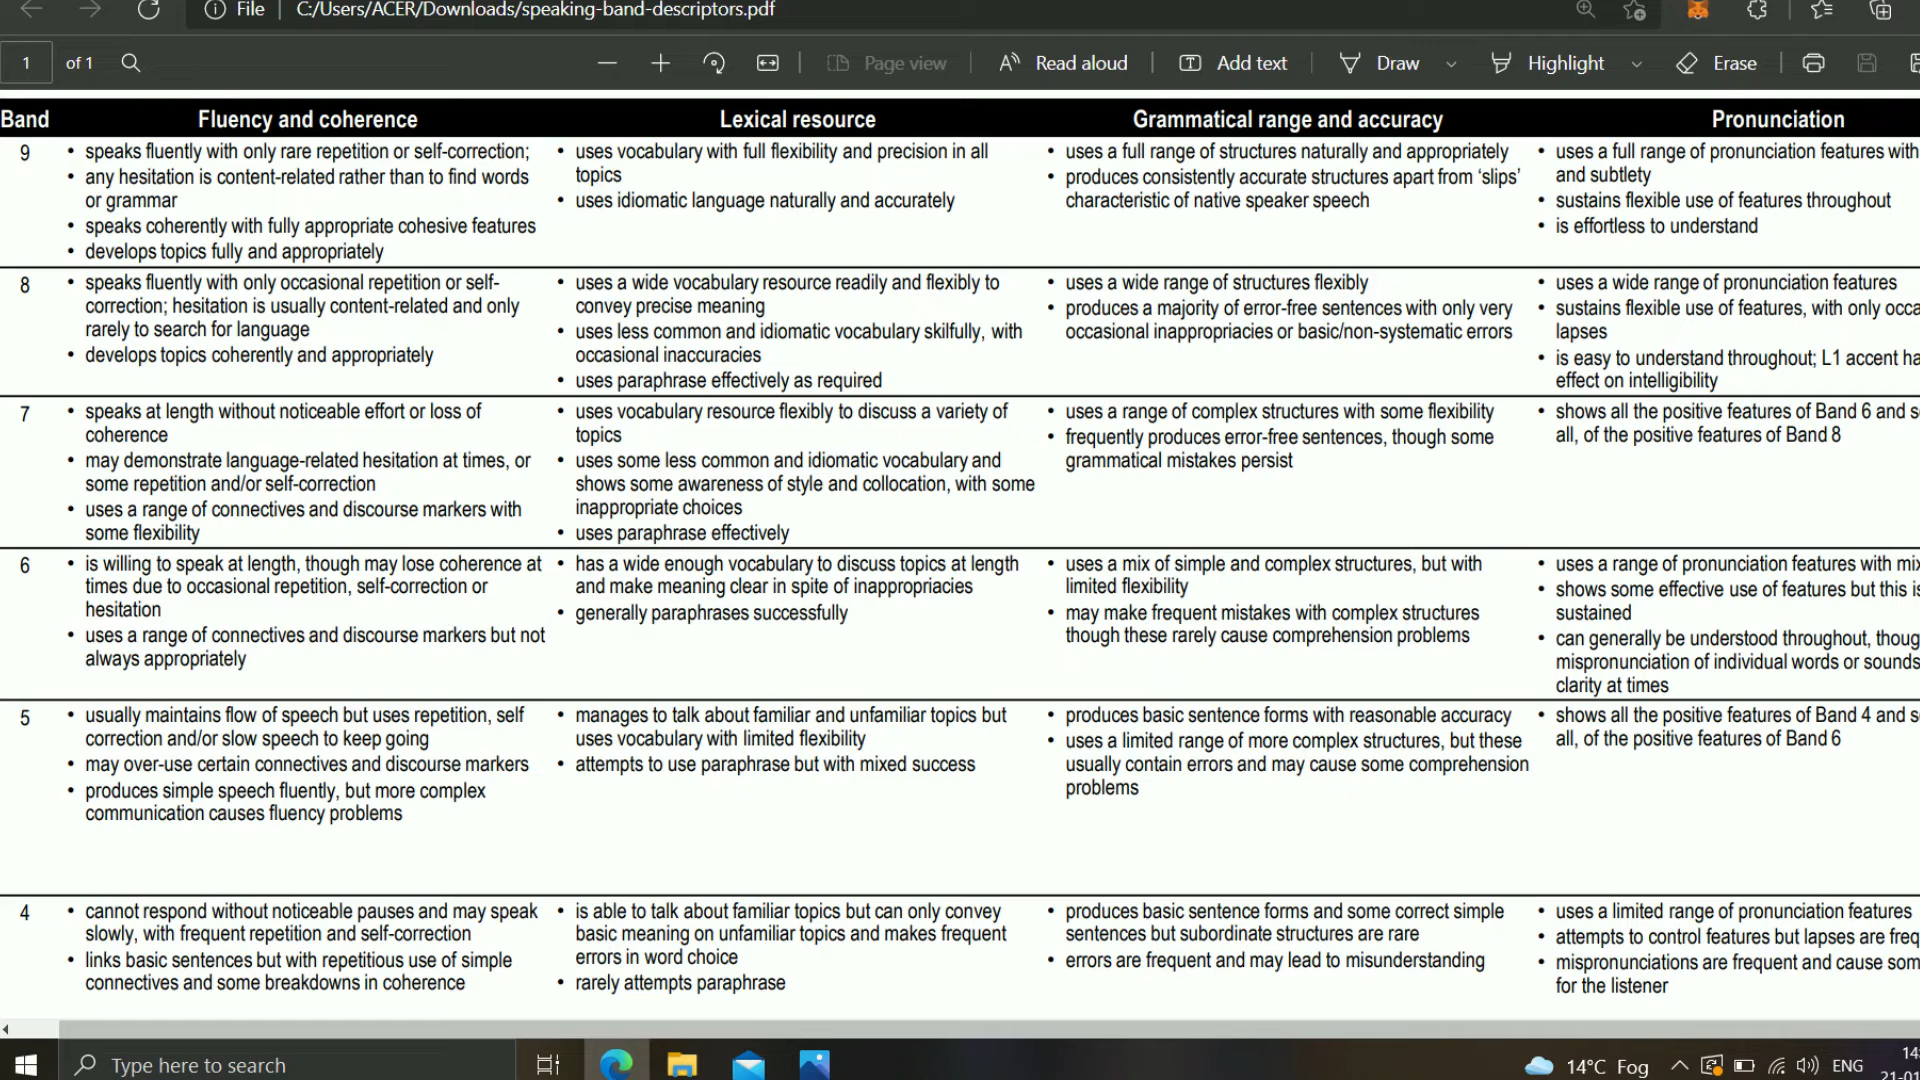 File C:/Users/ACER/Downloads/speaking-band-descriptors.pdf
1 of 1 Page view Read aloud Add text Draw Highlight Erase
Band Fluency and coherence Lexical resource Grammatical range and accuracy Pronunciation
9
• speaks fluently with only rare repetition or self-correction;
• any hesitation is content-related rather than to find words
or grammar
• speaks coherently with fully appropriate cohesive features
• develops topics fully and appropriately
• uses vocabulary with full flexibility and precision in all
topics
• uses idiomatic language naturally and accurately
• uses a full range of structures naturally and appropriately
• produces consistently accurate structures apart from ‘slips’
characteristic of native speaker speech
• uses a full range of pronunciation features with
and subtlety
• sustains flexible use of features throughout
• is effortless to understand
8
• speaks fluently with only occasional repetition or self-
correction; hesitation is usually content-related and only
rarely to search for language
• develops topics coherently and appropriately
• uses a wide vocabulary resource readily and flexibly to
convey precise meaning
• uses less common and idiomatic vocabulary skilfully, with
occasional inaccuracies
• uses paraphrase effectively as required
• uses a wide range of structures flexibly
• produces a majority of error-free sentences with only very
occasional inappropriacies or basic/non-systematic errors
• uses a wide range of pronunciation features
• sustains flexible use of features, with only occa
lapses
• is easy to understand throughout; L1 accent ha
effect on intelligibility
7
• speaks at length without noticeable effort or loss of
coherence
• may demonstrate language-related hesitation at times, or
some repetition and/or self-correction
• uses a range of connectives and discourse markers with
some flexibility
• uses vocabulary resource flexibly to discuss a variety of
topics
• uses some less common and idiomatic vocabulary and
shows some awareness of style and collocation, with some
inappropriate choices
• uses paraphrase effectively
• uses a range of complex structures with some flexibility
• frequently produces error-free sentences, though some
grammatical mistakes persist
• shows all the positive features of Band 6 and s
all, of the positive features of Band 8
6
• is willing to speak at length, though may lose coherence at
times due to occasional repetition, self-correction or
hesitation
• uses a range of connectives and discourse markers but not
always appropriately
• has a wide enough vocabulary to discuss topics at length
and make meaning clear in spite of inappropriacies
• generally paraphrases successfully
• uses a mix of simple and complex structures, but with
limited flexibility
• may make frequent mistakes with complex structures
though these rarely cause comprehension problems
• uses a range of pronunciation features with mix
• shows some effective use of features but this is
sustained
• can generally be understood throughout, thoug
mispronunciation of individual words or sounds
clarity at times
5
• usually maintains flow of speech but uses repetition, self
correction and/or slow speech to keep going
• may over-use certain connectives and discourse markers
• produces simple speech fluently, but more complex
communication causes fluency problems
• manages to talk about familiar and unfamiliar topics but
uses vocabulary with limited flexibility
• attempts to use paraphrase but with mixed success
• produces basic sentence forms with reasonable accuracy
• uses a limited range of more complex structures, but these
usually contain errors and may cause some comprehension
problems
• shows all the positive features of Band 4 and s
all, of the positive features of Band 6
4
• cannot respond without noticeable pauses and may speak
slowly, with frequent repetition and self-correction
• links basic sentences but with repetitious use of simple
connectives and some breakdowns in coherence
• is able to talk about familiar topics but can only convey
basic meaning on unfamiliar topics and makes frequent
errors in word choice
• rarely attempts paraphrase
• produces basic sentence forms and some correct simple
sentences but subordinate structures are rare
• errors are frequent and may lead to misunderstanding
• uses a limited range of pronunciation features
• attempts to control features but lapses are freq
• mispronunciations are frequent and cause som
for the listener
Type here to search 14°C Fog ENG 14:
21-01